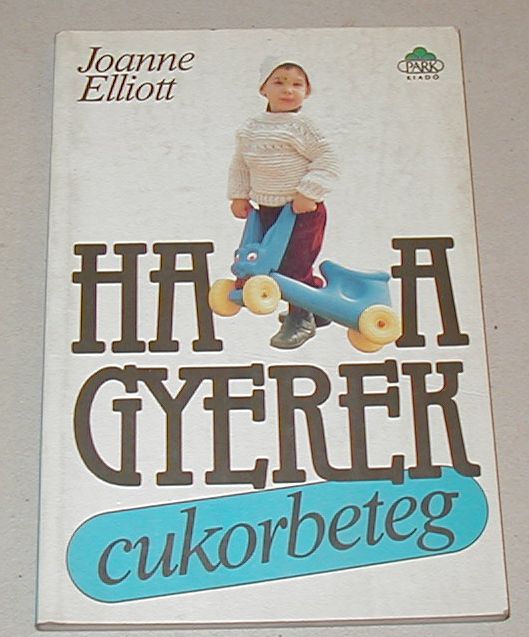 Joanne
Elliott
PARK
KIADÓ
HA A
GYEREK
cukorbeteg